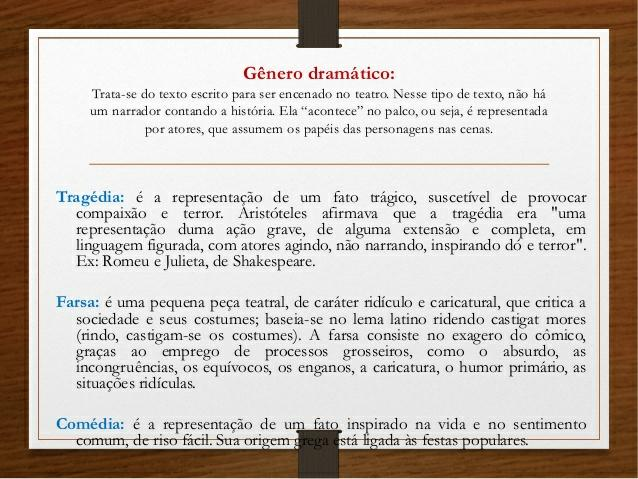 Gênero dramático:
Trata-se do texto escrito para ser encenado no teatro. Nesse tipo de texto, não há
um narrador contando a história. Ela “acontece” no palco, ou seja, é representada
por atores, que assumem os papéis das personagens nas cenas.
Tragédia: é a representação de um fato trágico, suscetível de provocar
compaixão e terror. Aristóteles afirmava que a tragédia era "uma
representação duma ação grave, de alguma extensão e completa, em
linguagem figurada, com atores agindo, não narrando, inspirando dó e terror".
Ex: Romeu e Julieta, de Shakespeare.
Farsa: é uma pequena peça teatral, de caráter ridículo e caricatural, que critica a
sociedade e seus costumes; baseia-se no lema latino ridendo castigat mores
(rindo, castigam-se os costumes). A farsa consiste no exagero do cômico,
graças ao emprego de processos grosseiros, como o absurdo, as
incongruências, os equívocos, os enganos, a caricatura, o humor primário, as
situações ridículas.
Comédia: é a representação de um fato inspirado na vida e no sentimento
comum, de riso fácil. Sua origem grega está ligada às festas populares.